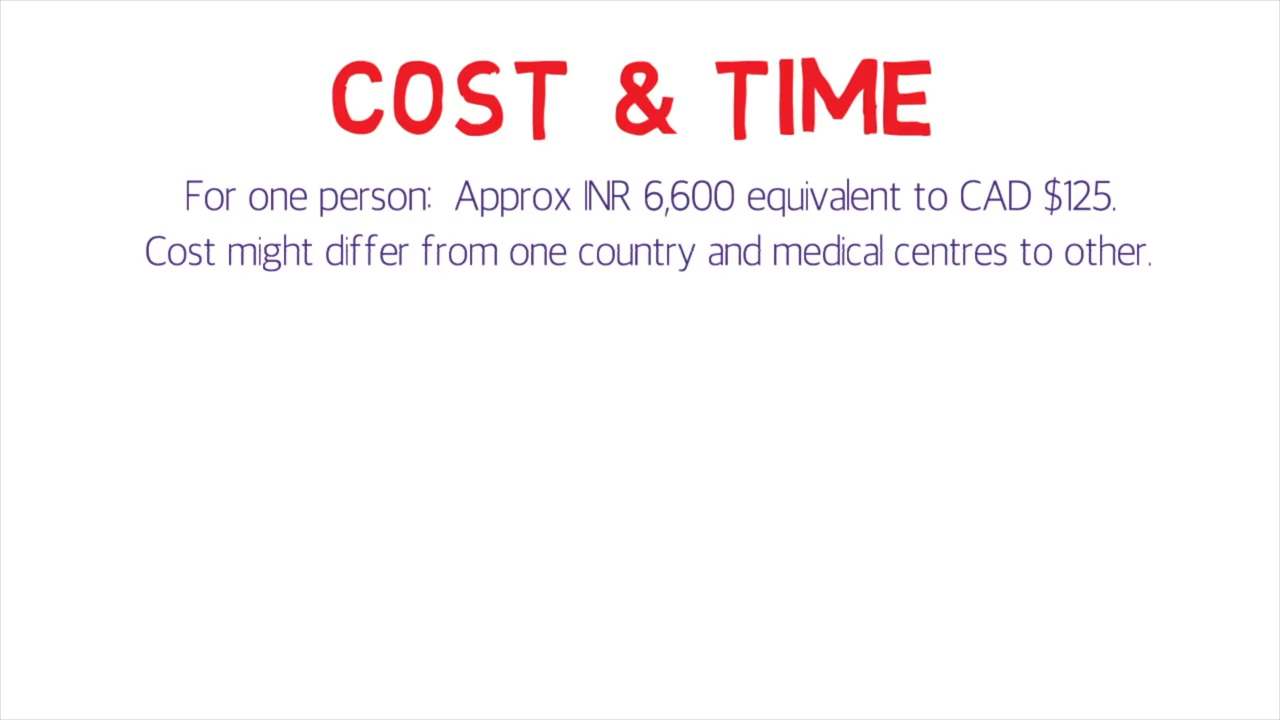 COST & TIME
For one person:  Approx INR 6,600 equivalent to CAD $125.
Cost might differ from one country and medical centres to other.